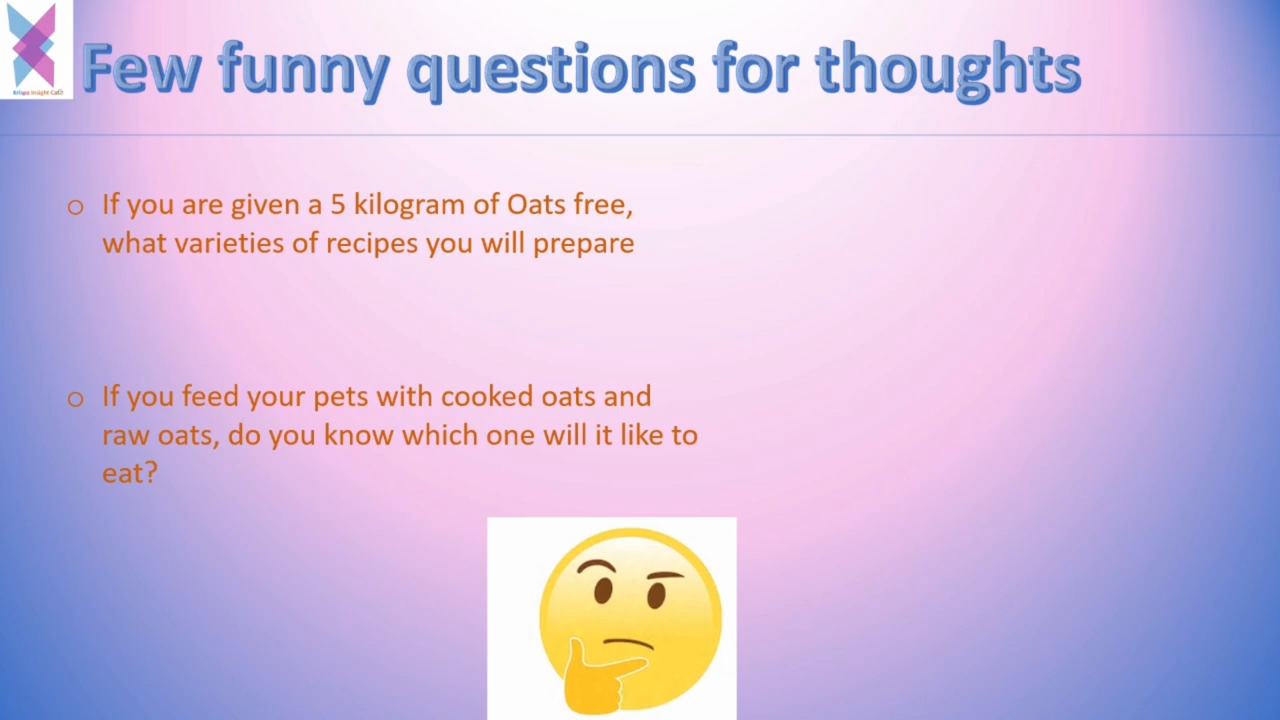 Few funny questions for thoughts
If you are given a 5 kilogram of Oats free,
what varieties of recipes you will prepare
If you feed your pets with cooked oats and
raw oats, do you know which one will it like to
eat?